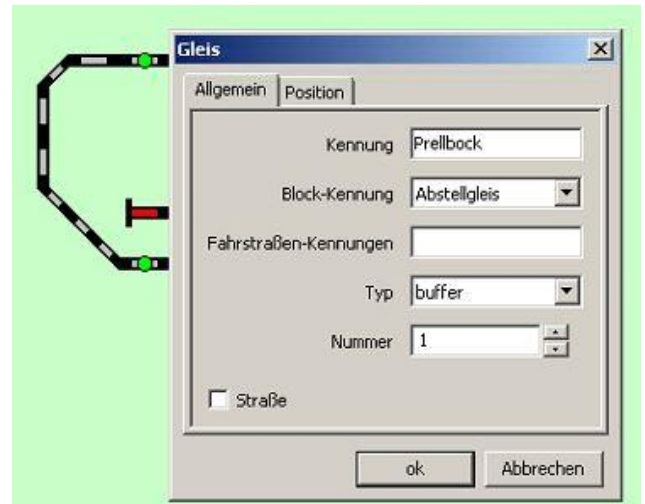 Gleis
Allgemein Position
Kennung Prellbock
Block-Kennung Abstellgleis
Fahrstraßen-Kennungen
Typ buffer
Nummer 1
Straße
ok Abbrechen